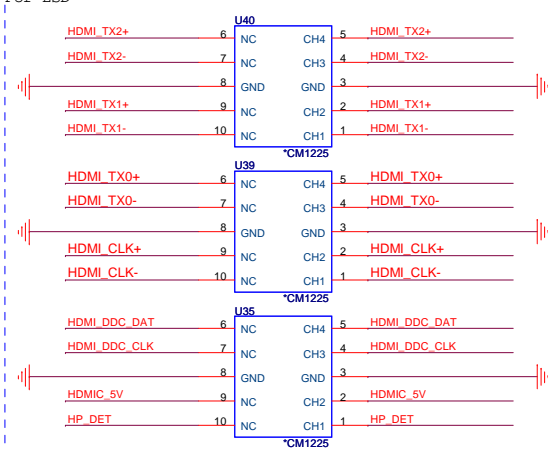 For ESD
U40
HDMI_TX2+ 6 NC CH4 5 HDMI_TX2+
HDMI_TX2- 7 NC CH3 4 HDMI_TX2-
8 GND GND 3
HDMI_TX1+ 9 NC CH2 2 HDMI_TX1+
HDMI_TX1- 10 NC CH1 1 HDMI_TX1-
*CM1225
U39
HDMI_TX0+ 6 NC CH4 5 HDMI_TX0+
HDMI_TX0- 7 NC CH3 4 HDMI_TX0-
8 GND GND 3
HDMI_CLK+ 9 NC CH2 2 HDMI_CLK+
HDMI_CLK- 10 NC CH1 1 HDMI_CLK-
*CM1225
U35
HDMI_DDC_DAT 6 NC CH4 5 HDMI_DDC_DAT
HDMI_DDC_CLK 7 NC CH3 4 HDMI_DDC_CLK
8 GND GND 3
HDMIC_5V 9 NC CH2 2 HDMIC_5V
HP_DET 10 NC CH1 1 HP_DET
*CM1225